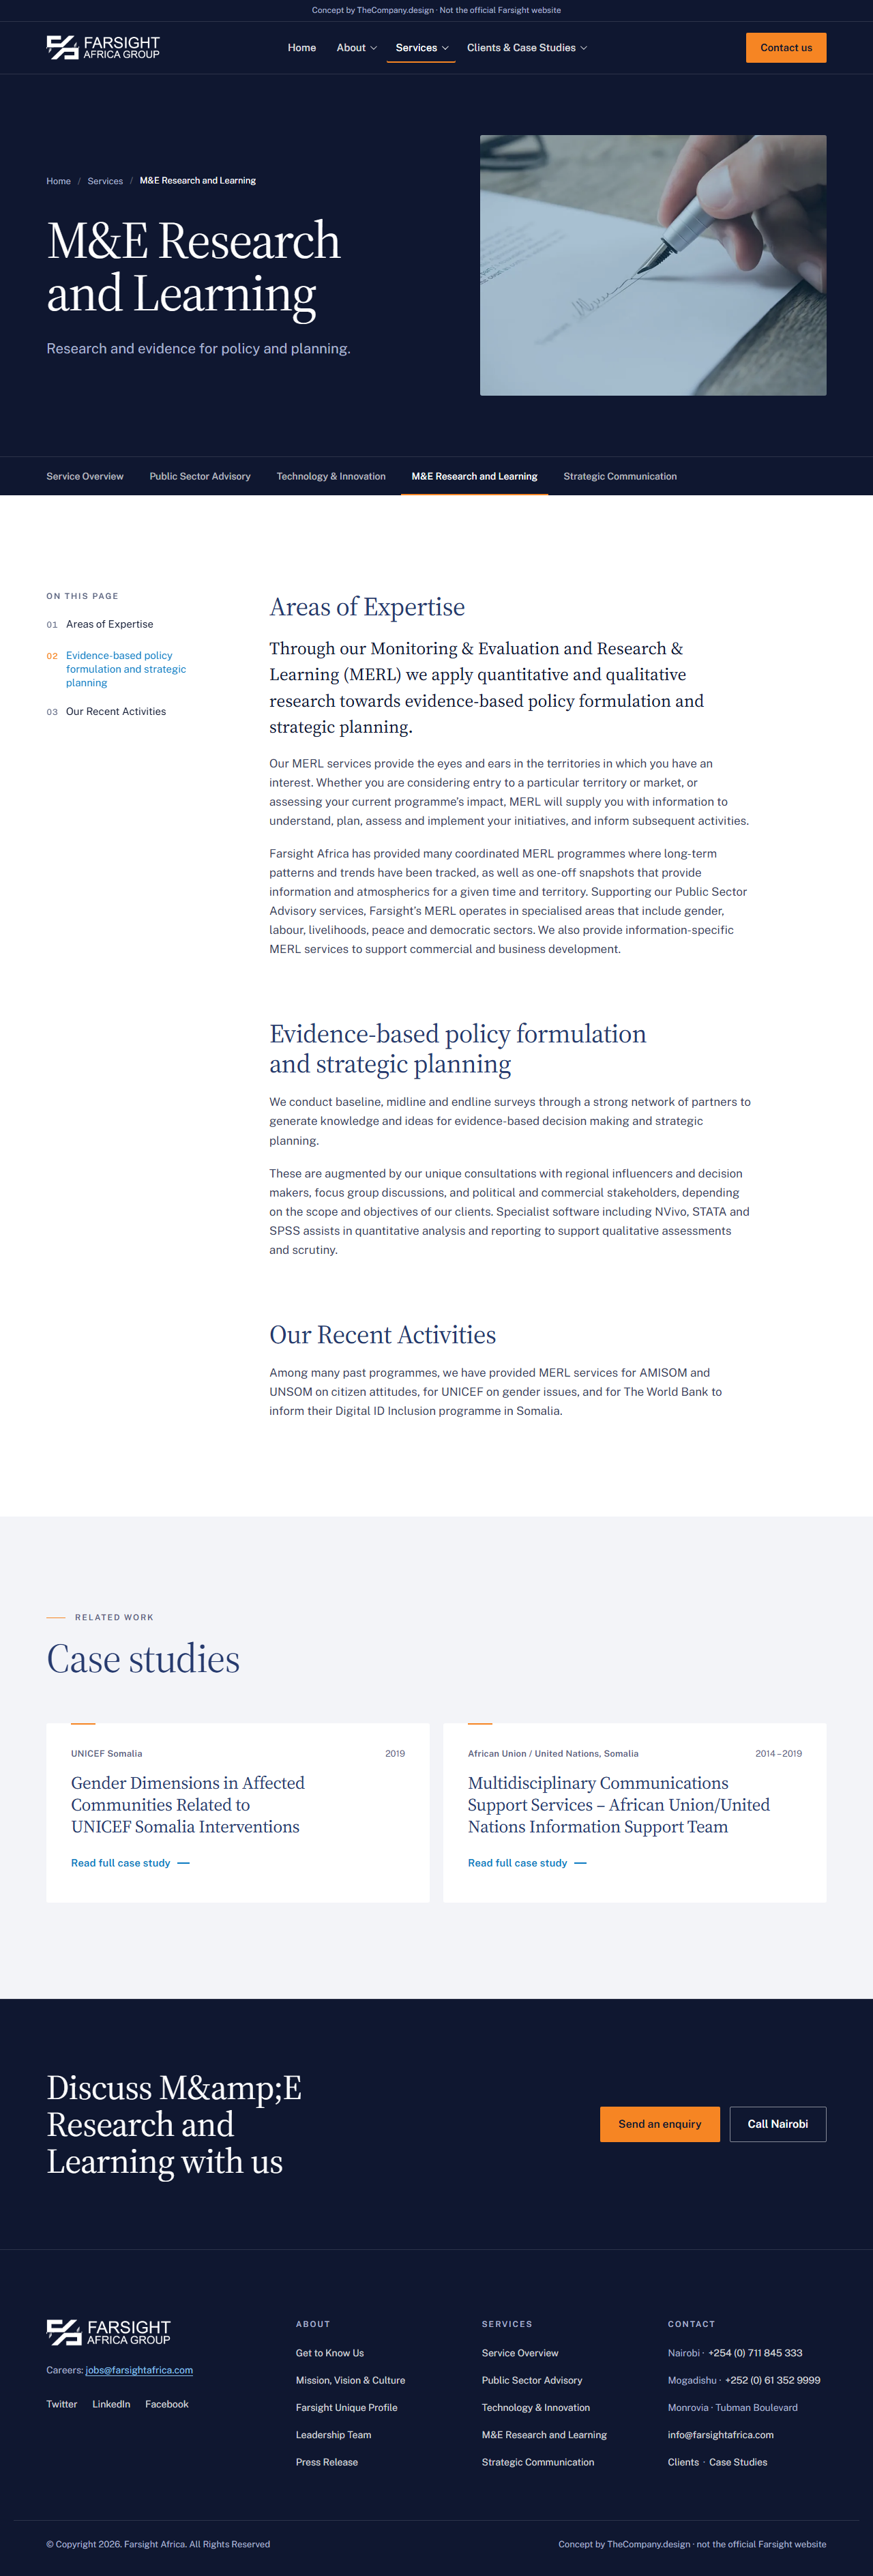 Concept by TheCompany.design · Not the official Farsight website
FARSIGHT
AFRICA GROUP
Home
About
Services
Clients & Case Studies
Contact us
Home / Services / M&E Research and Learning
M&E Research
and Learning
Research and evidence for policy and planning.
Service Overview
Public Sector Advisory
Technology & Innovation
M&E Research and Learning
Strategic Communication
ON THIS PAGE
01 Areas of Expertise
02 Evidence-based policy
formulation and strategic
planning
03 Our Recent Activities
Areas of Expertise
Through our Monitoring & Evaluation and Research &
Learning (MERL) we apply quantitative and qualitative
research towards evidence-based policy formulation and
strategic planning.
Our MERL services provide the eyes and ears in the territories in which you have an
interest. Whether you are considering entry to a particular territory or market, or
assessing your current programme's impact, MERL will supply you with information to
understand, plan, assess and implement your initiatives, and inform subsequent activities.
Farsight Africa has provided many coordinated MERL programmes where long-term
patterns and trends have been tracked, as well as one-off snapshots that provide
information and atmospherics for a given time and territory. Supporting our Public Sector
Advisory services, Farsight's MERL operates in specialised areas that include gender,
labour, livelihoods, peace and democratic sectors. We also provide information-specific
MERL services to support commercial and business development.
Evidence-based policy formulation
and strategic planning
We conduct baseline, midline and endline surveys through a strong network of partners to
generate knowledge and ideas for evidence-based decision making and strategic
planning.
These are augmented by our unique consultations with regional influencers and decision
makers, focus group discussions, and political and commercial stakeholders, depending
on the scope and objectives of our clients. Specialist software including NVivo, STATA and
SPSS assists in quantitative analysis and reporting to support qualitative assessments
and scrutiny.
Our Recent Activities
Among many past programmes, we have provided MERL services for AMISOM and
UNSOM on citizen attitudes, for UNICEF on gender issues, and for The World Bank to
inform their Digital ID Inclusion programme in Somalia.
RELATED WORK
Case studies
UNICEF Somalia
2019
Gender Dimensions in Affected
Communities Related to
UNICEF Somalia Interventions
Read full case study
African Union / United Nations, Somalia
2014–2019
Multidisciplinary Communications
Support Services – African Union/United
Nations Information Support Team
Read full case study
Discuss M&amp;E
Research and
Learning with us
Send an enquiry
Call Nairobi
FARSIGHT
AFRICA GROUP
Careers: jobs@farsightafrica.com
Twitter
LinkedIn
Facebook
ABOUT
Get to Know Us
Mission, Vision & Culture
Farsight Unique Profile
Leadership Team
Press Release
SERVICES
Service Overview
Public Sector Advisory
Technology & Innovation
M&E Research and Learning
Strategic Communication
CONTACT
Nairobi · +254 (0) 711 845 333
Mogadishu · +252 (0) 61 352 9999
Monrovia · Tubman Boulevard
info@farsightafrica.com
Clients · Case Studies
© Copyright 2026. Farsight Africa. All Rights Reserved
Concept by TheCompany.design · not the official Farsight website